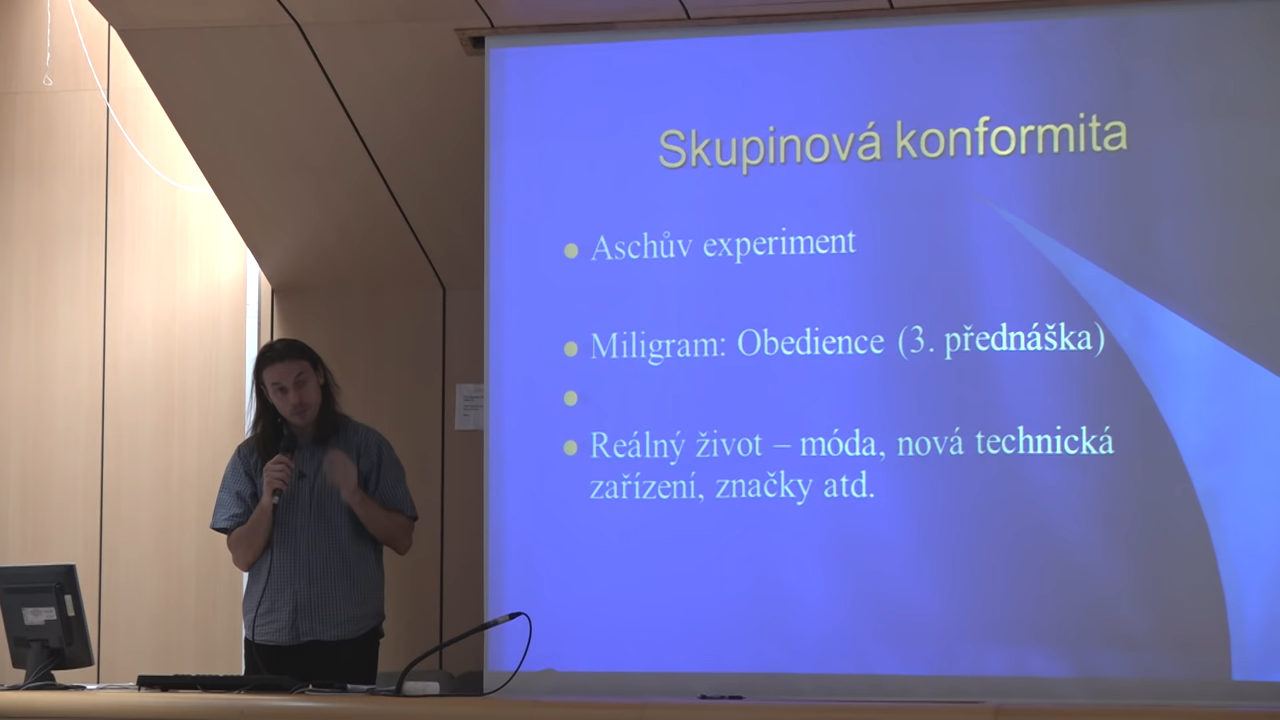 Skupinová konformita
Aschův experiment
Miligram: Obedience (3. přednáška)
Reálný život – móda, nová technická
zařízení, značky atd.